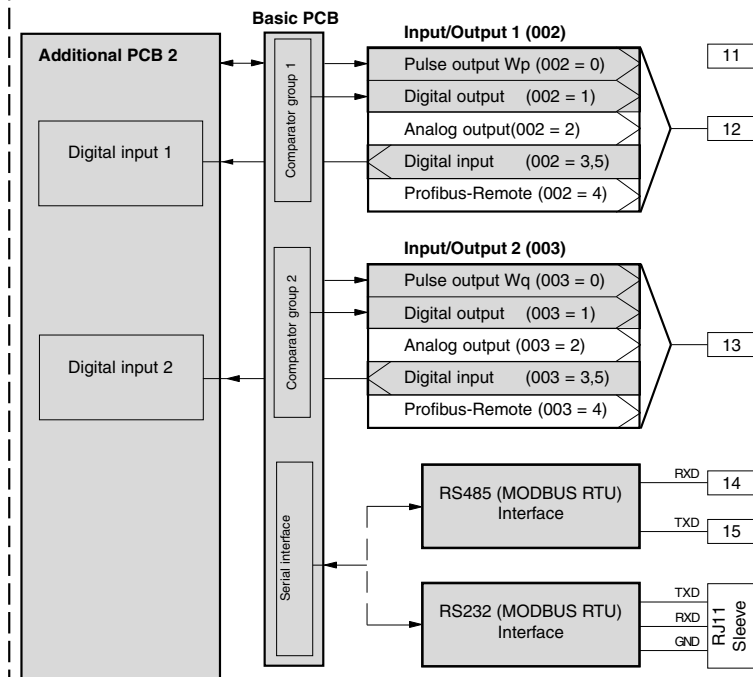 Basic PCB
Additional PCB 2
Digital input 1
Digital input 2
Comparator group 1
Comparator group 2
Serial interface
Input/Output 1 (002)
Pulse output Wp (002 = 0)
Digital output (002 = 1)
Analog output(002 = 2)
Digital input (002 = 3,5)
Profibus-Remote (002 = 4)
11
12
Input/Output 2 (003)
Pulse output Wq (003 = 0)
Digital output (003 = 1)
Analog output (003 = 2)
Digital input (003 = 3,5)
Profibus-Remote (003 = 4)
13
RS485 (MODBUS RTU)
Interface
RXD
14
TXD
15
RS232 (MODBUS RTU)
Interface
TXD
RXD
GND
RJ11
Sleeve